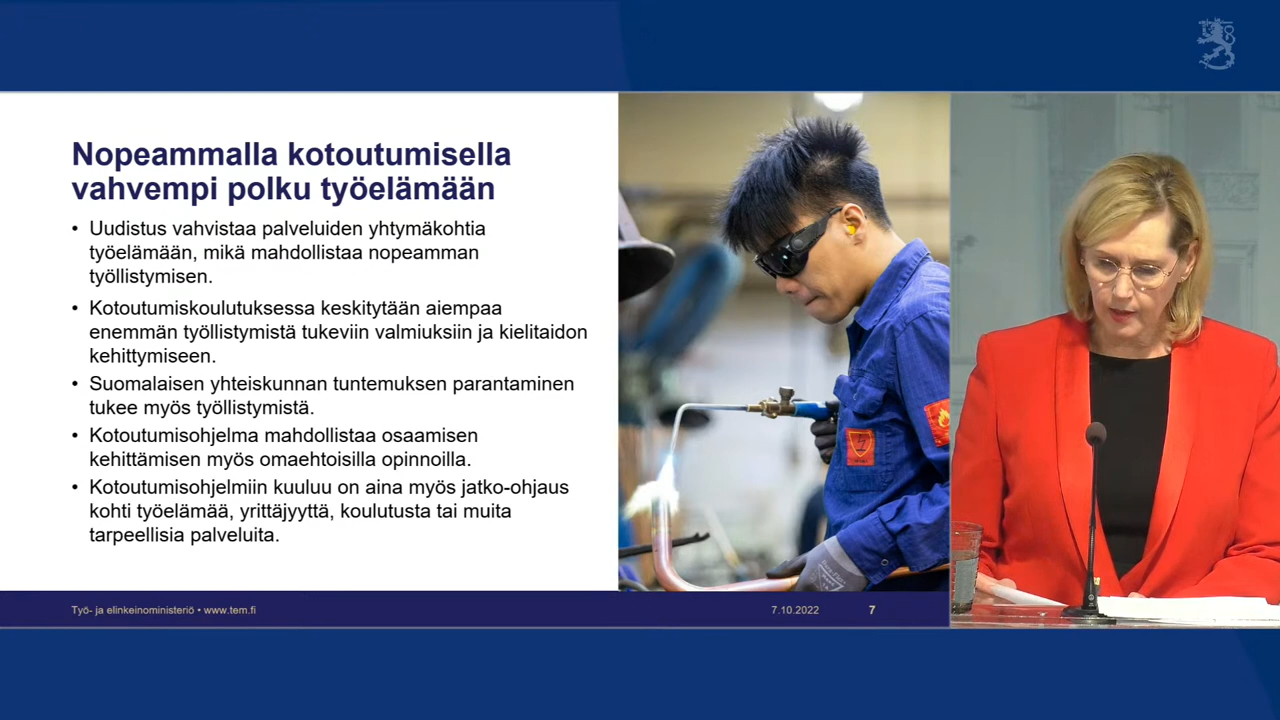 Nopeammalla kotoutumisella
vahvempi polku työelämään
• Uudistus vahvistaa palveluiden yhtymäkohtia
työelämään, mikä mahdollistaa nopeamman
työllistymisen.
• Kotoutumiskoulutuksessa keskitytään aiempaa
enemmän työllistymistä tukeviin valmiuksiin ja kielitaidon
kehittymiseen.
• Suomalaisen yhteiskunnan tuntemuksen parantaminen
tukee myös työllistymistä.
• Kotoutumisohjelma mahdollistaa osaamisen
kehittämisen myös omaehtoisilla opinnoilla.
• Kotoutumisohjelmiin kuuluu on aina myös jatko-ohjaus
kohti työelämää, yrittäjyyttä, koulutusta tai muita
tarpeellisia palveluita.
Työ- ja elinkeinoministeriö • www.tem.fi
7.10.2022
7